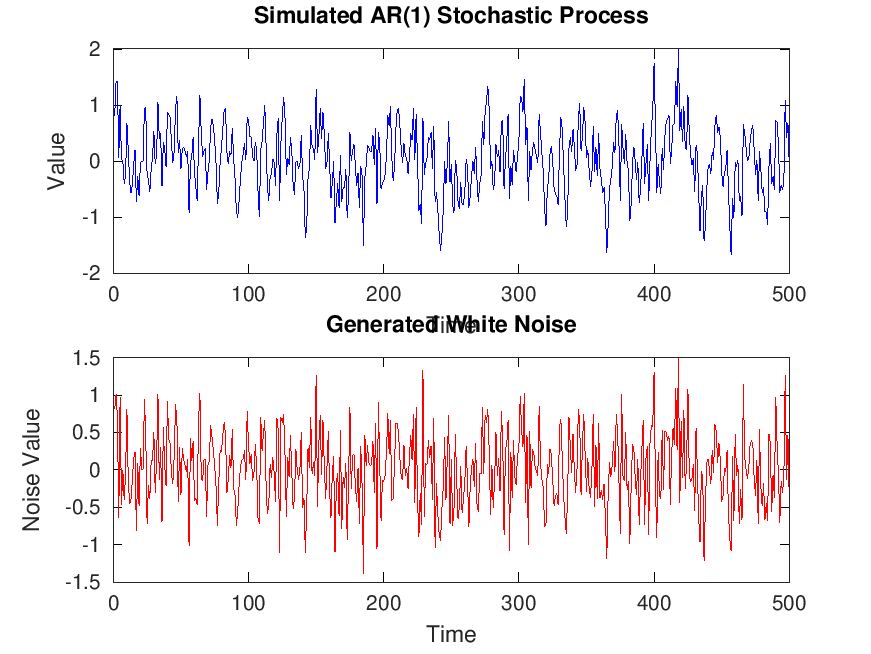 Simulated AR(1) Stochastic Process
2
1
0
-1
-2
Value
0 100 200 300 400 500
Time
Generated White Noise
1.5
1
0.5
0
-0.5
-1
-1.5
Noise Value
0 100 200 300 400 500
Time